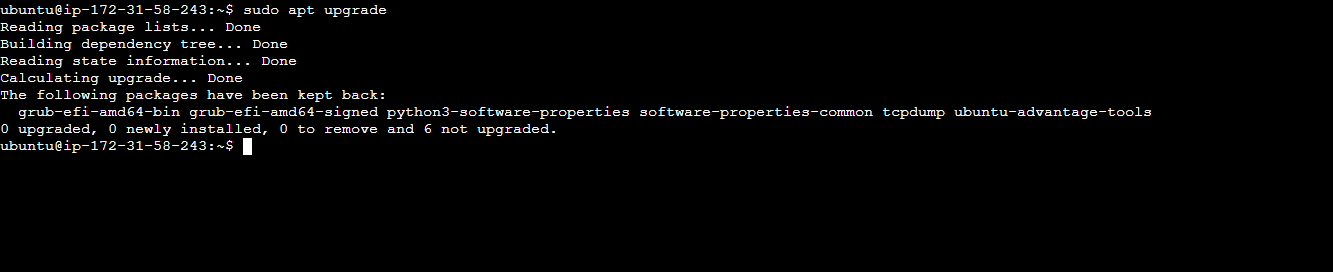 ubuntu@ip-172-31-58-243:~$ sudo apt upgrade
Reading package lists... Done
Building dependency tree... Done
Reading state information... Done
Calculating upgrade... Done
The following packages have been kept back:
  grub-efi-amd64-bin grub-efi-amd64-signed python3-software-properties software-properties-common tcpdump ubuntu-advantage-tools
0 upgraded, 0 newly installed, 0 to remove and 6 not upgraded.
ubuntu@ip-172-31-58-243:~$